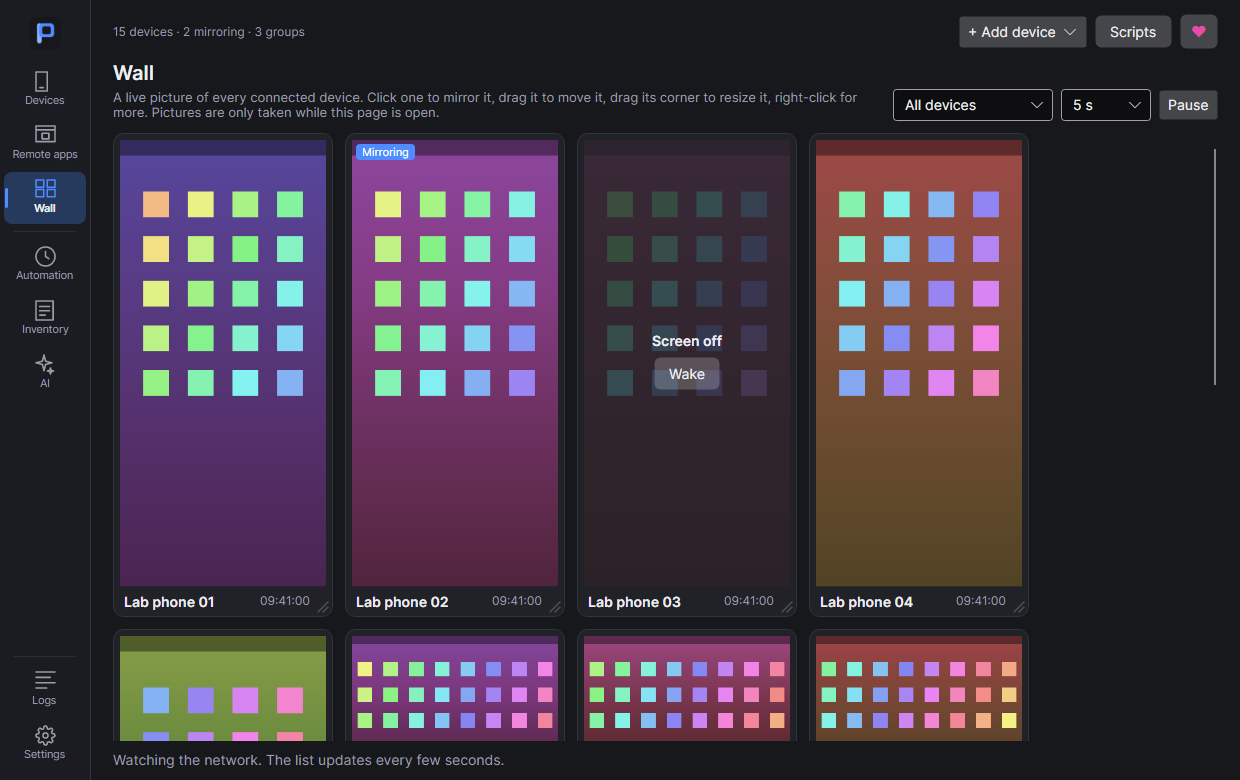 15 devices · 2 mirroring · 3 groups
+ Add device
Scripts
Devices
Remote apps
Wall
Automation
Inventory
AI
Logs
Settings
Wall
A live picture of every connected device. Click one to mirror it, drag it to move it, drag its corner to resize it, right-click for
more. Pictures are only taken while this page is open.
All devices
5 s
Pause
Mirroring
Screen off
Wake
Lab phone 01
09:41:00
Lab phone 02
09:41:00
Lab phone 03
09:41:00
Lab phone 04
09:41:00
Watching the network. The list updates every few seconds.